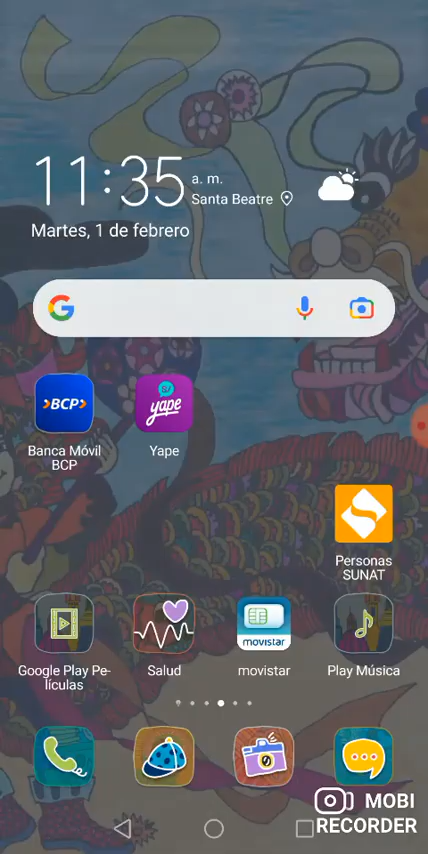 11:35 a. m.
Santa Beatre
Martes, 1 de febrero
G
BCP
S/
yape
Banca Móvil
BCP
Yape
Personas
SUNAT
movistar
Google Play Pe-
lículas
Salud
movistar
Play Música
MOBI
RECORDER